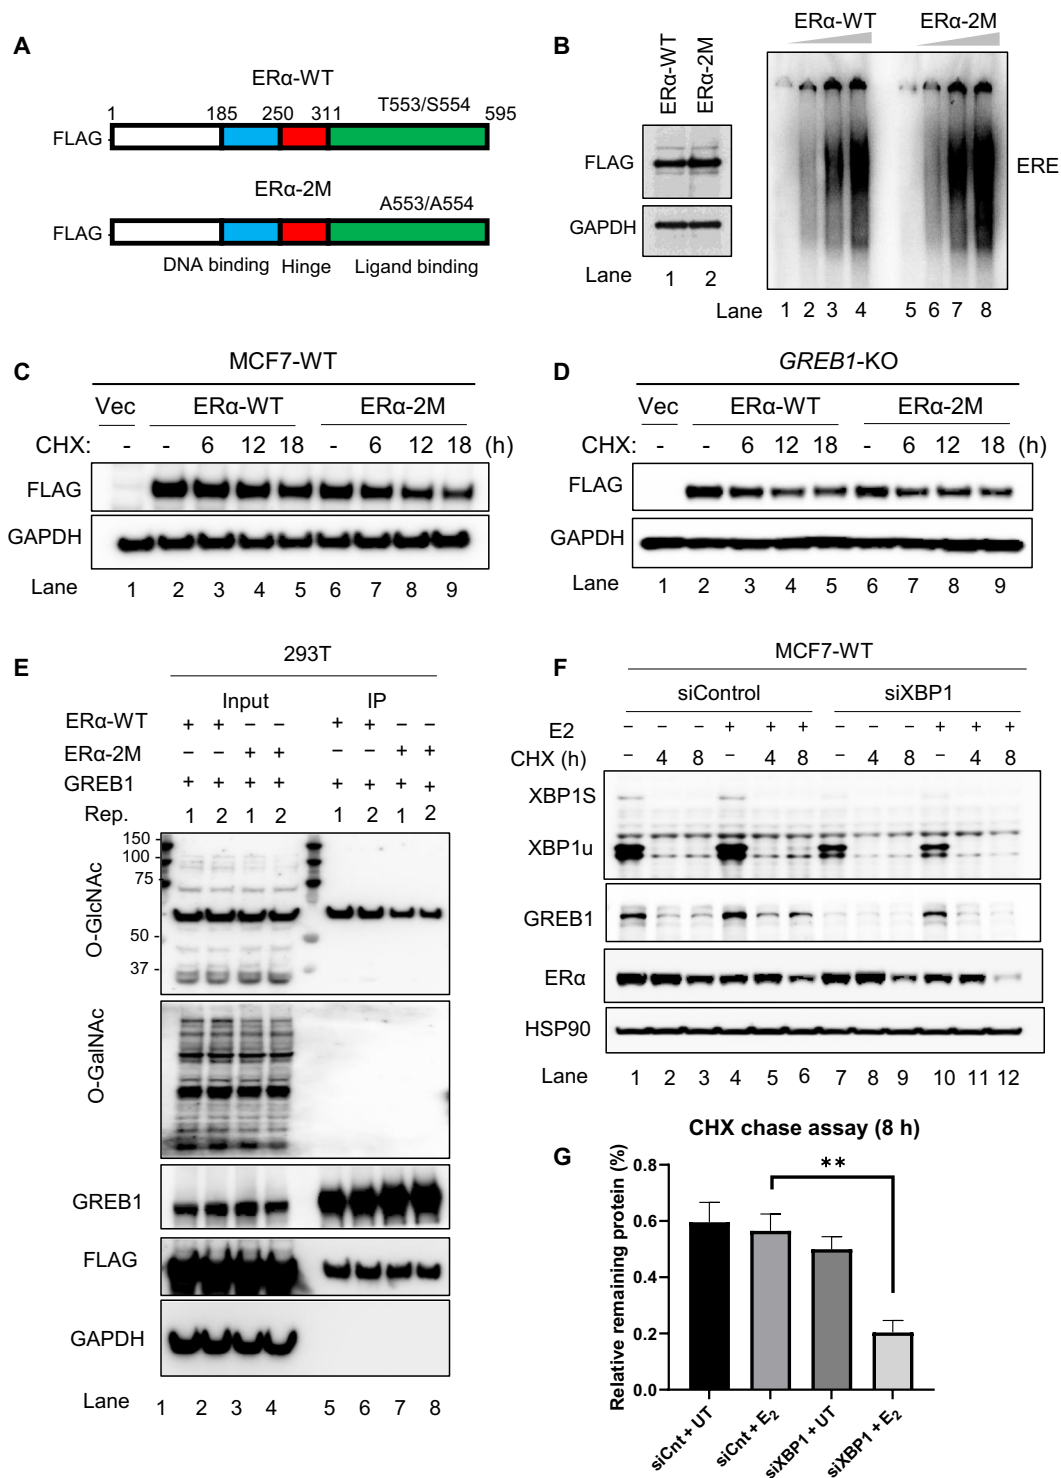 A
ERα-WT
1 185 250 311 T553/S554 595
FLAG
ERα-2M
A553/A554
FLAG
DNA binding Hinge Ligand binding
B
ERα-WT
ERα-2M
FLAG
GAPDH
Lane 1 2
ERα-WT ERα-2M
ERE
Lane 1 2 3 4 5 6 7 8
C
MCF7-WT
Vec ERα-WT ERα-2M
CHX: - - 6 12 18 - 6 12 18 (h)
FLAG
GAPDH
Lane 1 2 3 4 5 6 7 8 9
D
GREB1-KO
Vec ERα-WT ERα-2M
CHX: - - 6 12 18 - 6 12 18 (h)
FLAG
GAPDH
Lane 1 2 3 4 5 6 7 8 9
E
293T
Input IP
ERα-WT + + – – + + – –
ERα-2M – – + + – – + +
GREB1 + + + + + + + +
Rep. 1 2 1 2 1 2 1 2
150 -
100 -
75 -
50 -
37 -
O-GlcNAc
O-GalNAc
GREB1
FLAG
GAPDH
Lane 1 2 3 4 5 6 7 8
F
MCF7-WT
siControl siXBP1
E2 – – – + + + – – – + + +
CHX (h) – 4 8 – 4 8 – 4 8 – 4 8
XBP1S
XBP1u
GREB1
ERα
HSP90
Lane 1 2 3 4 5 6 7 8 9 10 11 12
G
CHX chase assay (8 h)
Relative remaining protein (%)
0.8
0.6
0.4
0.2
0.0
**
siCnt + UT
siCnt + E₂
siXBP1 + UT
siXBP1 + E₂